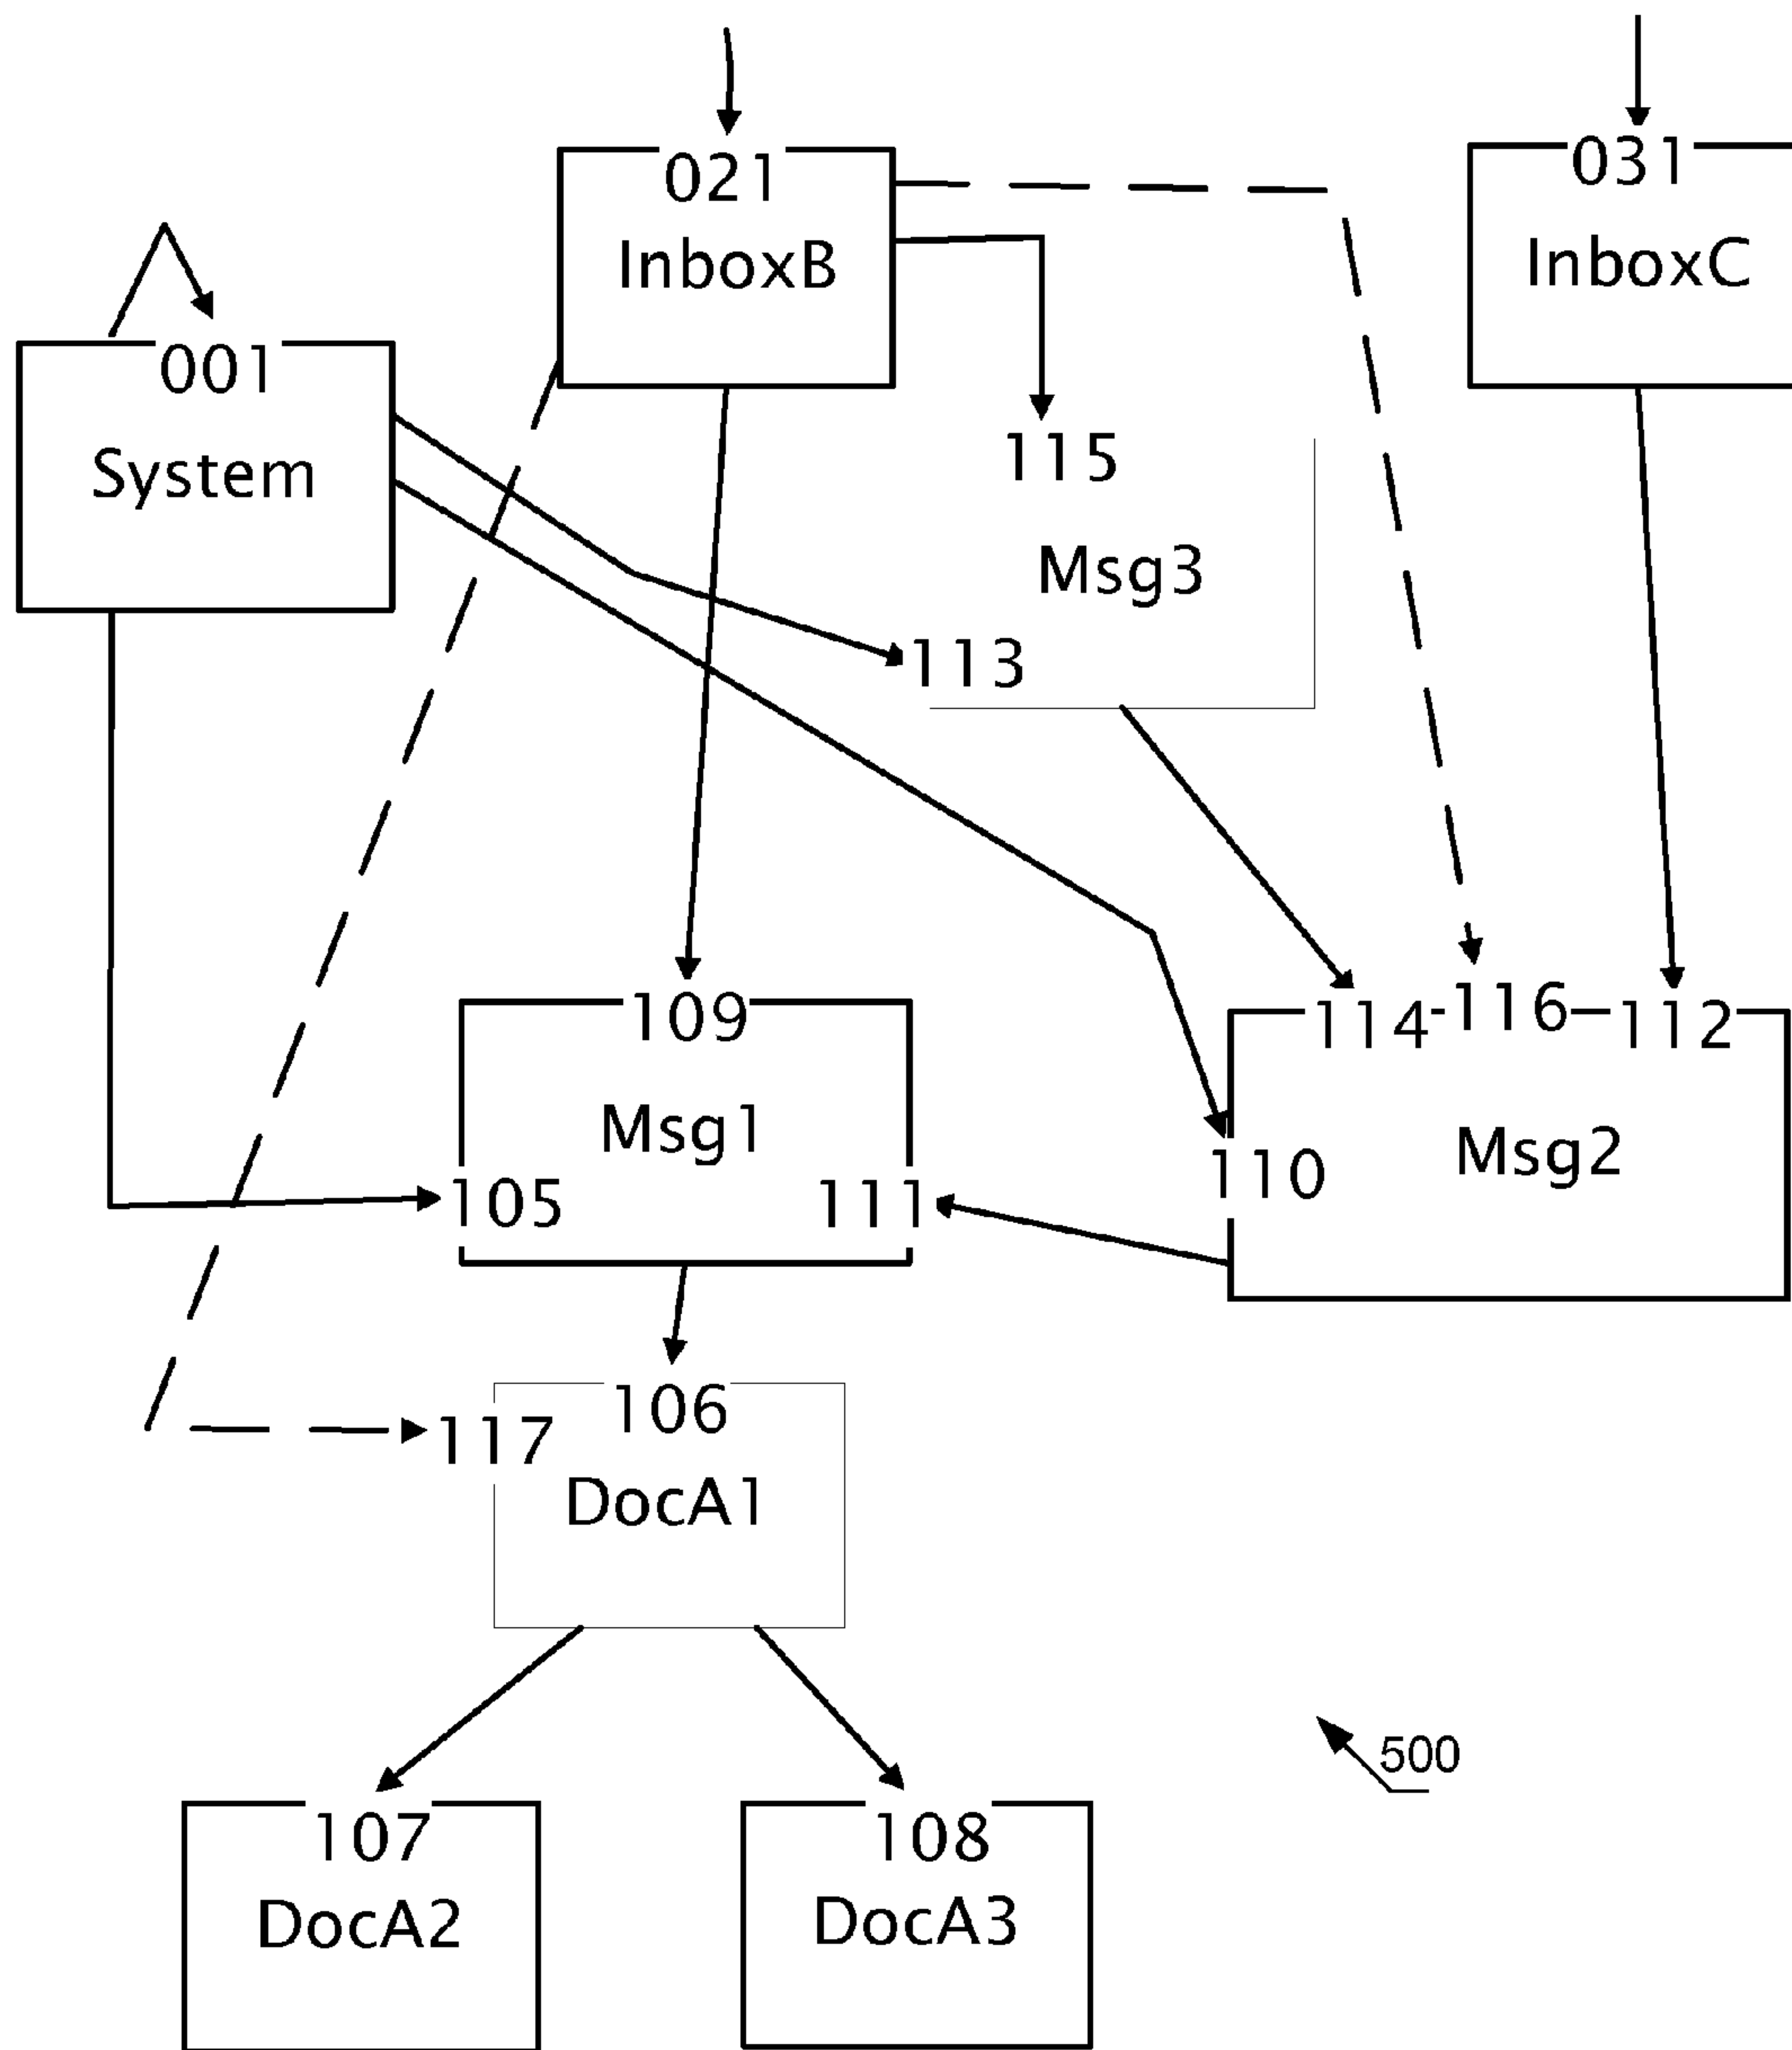 021
InboxB
031
InboxC
001
System
115
Msg3
113
109
Msg1
105
111
114
116
112
110
Msg2
106
117
DocA1
500
107
DocA2
108
DocA3